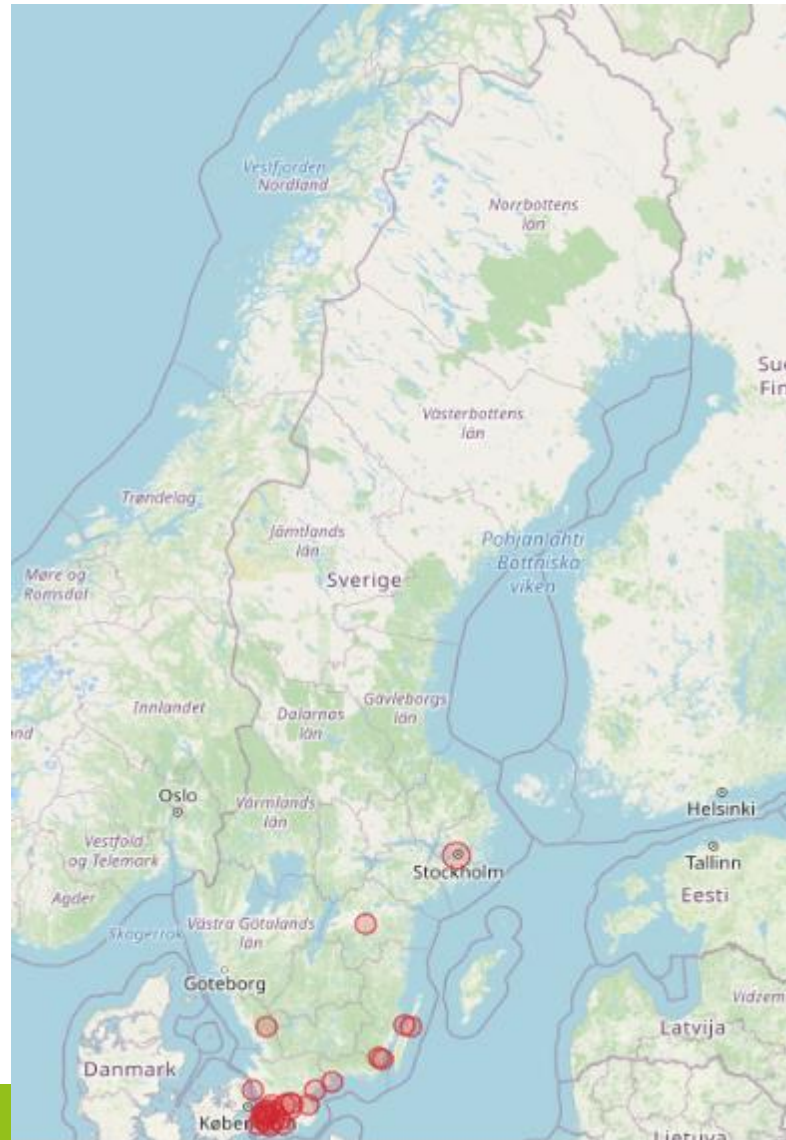 Vestfjorden
Nordland
Norrbottens
län
Västerbottens
län
Trøndelag
Jämtlands
län
Pohjanlahti
- Bottniska
viken
Møre og
Romsdal
Sverige
Innlandet
Dalarnas
län
Gävleborgs
län
Oslo
Värmlands
län
Helsinki
Vestfold
og Telemark
Stockholm
Tallinn
Agder
Eesti
Skagerrak
Västra Götalands
län
Göteborg
Latvija
Danmark
Lietuva